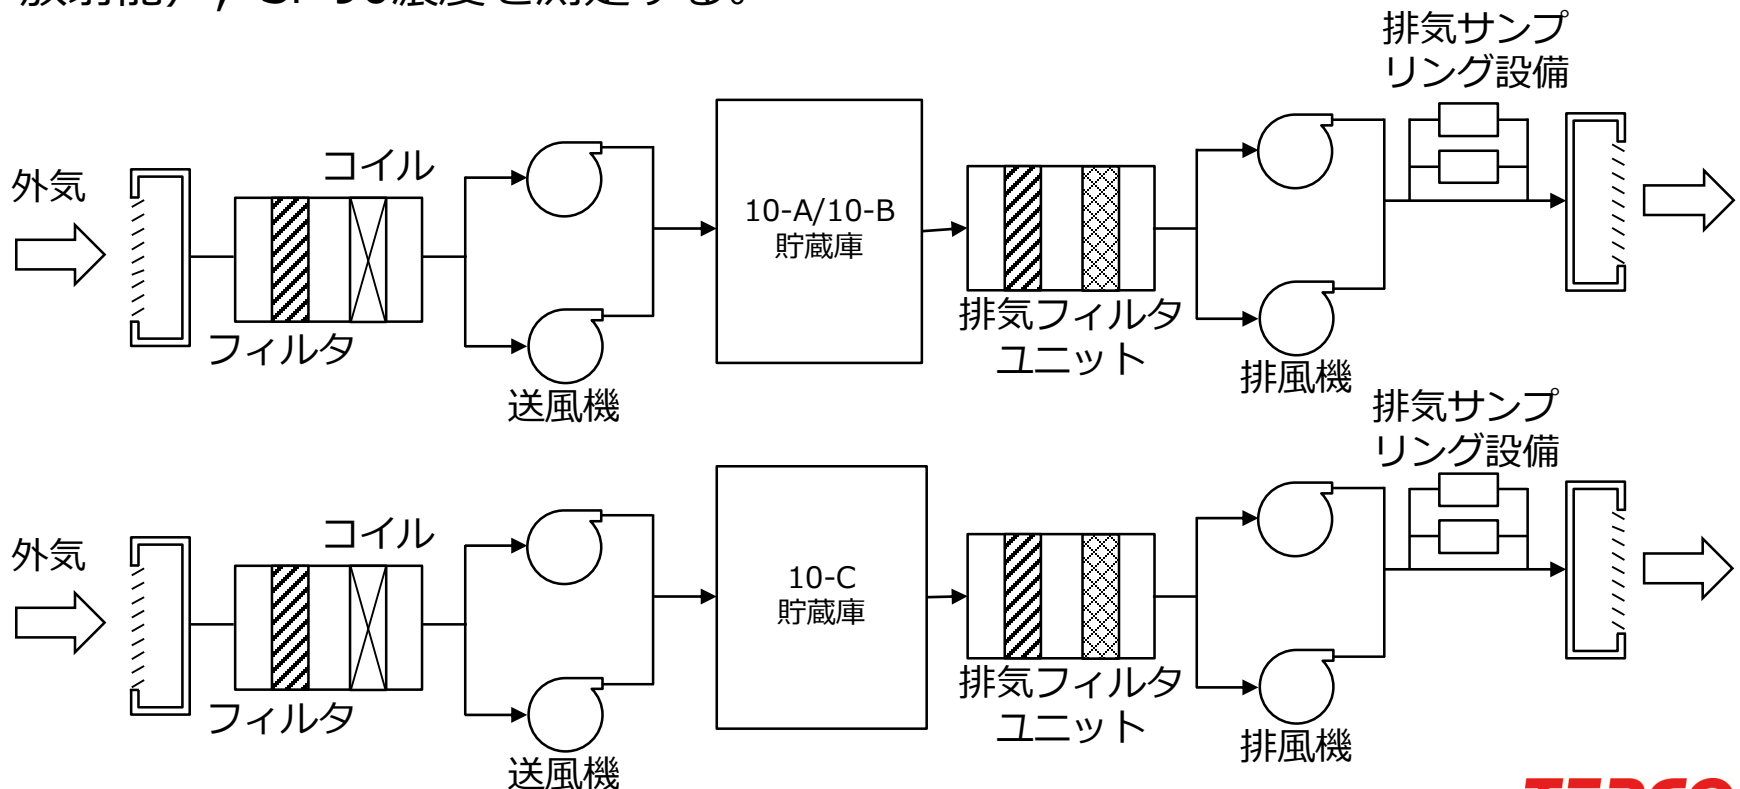 外気
コイル
フィルタ
送風機
10-A/10-B
貯蔵庫
排気フィルタ
ユニット
排風機
排気サンプ
リング設備
外気
コイル
フィルタ
送風機
10-C
貯蔵庫
排気フィルタ
ユニット
排風機
排気サンプ
リング設備